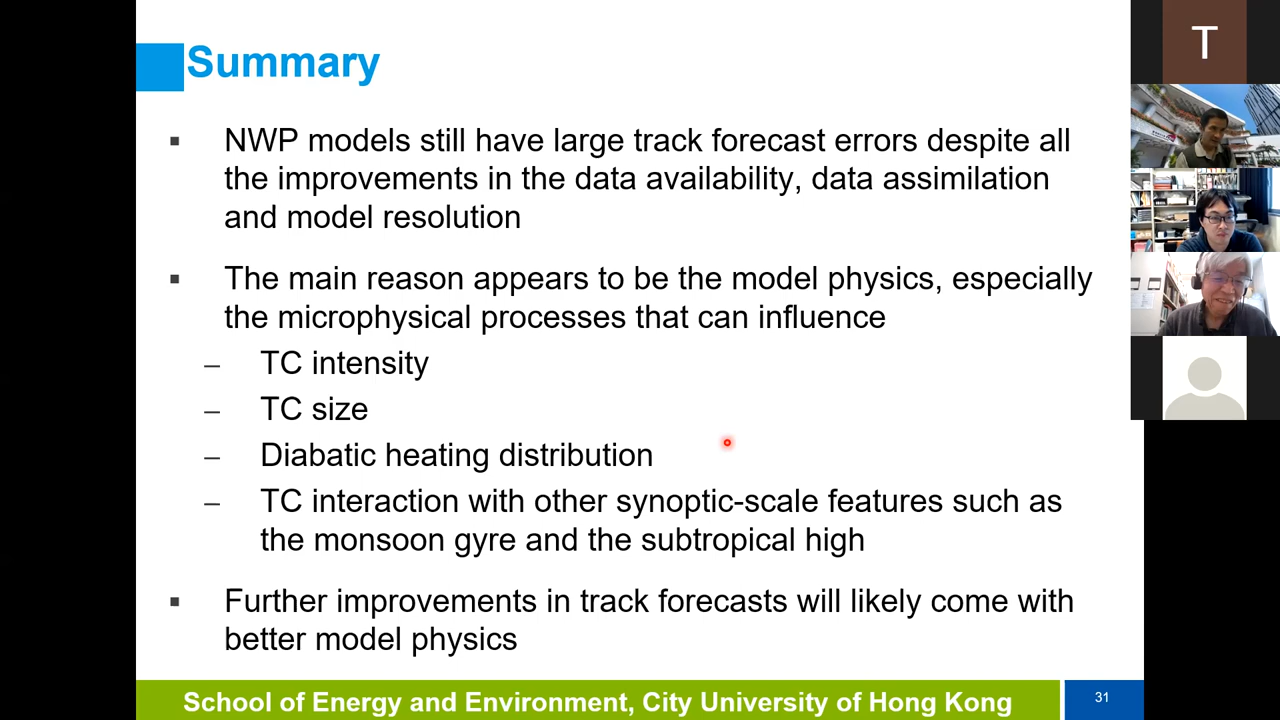 Summary
▪ NWP models still have large track forecast errors despite all
the improvements in the data availability, data assimilation
and model resolution
▪ The main reason appears to be the model physics, especially
the microphysical processes that can influence
– TC intensity
– TC size
– Diabatic heating distribution
– TC interaction with other synoptic-scale features such as
the monsoon gyre and the subtropical high
▪ Further improvements in track forecasts will likely come with
better model physics
School of Energy and Environment, City University of Hong Kong
31
T